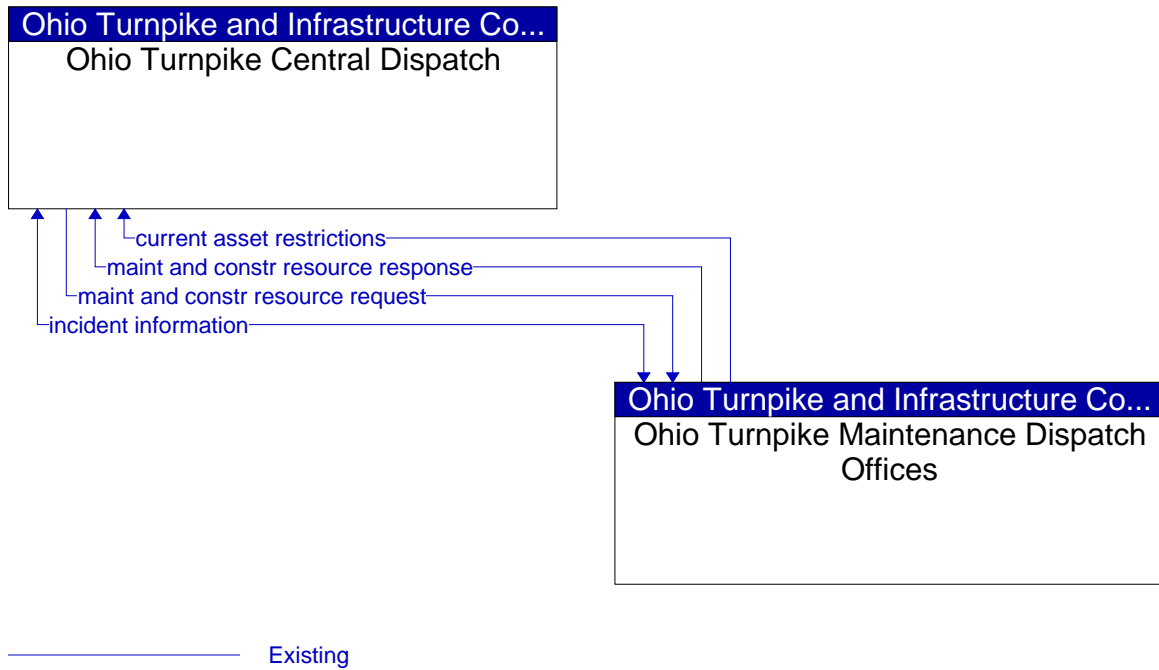 Ohio Turnpike and Infrastructure Co...
Ohio Turnpike Central Dispatch
current asset restrictions
maint and constr resource response
maint and constr resource request
incident information
Ohio Turnpike and Infrastructure Co...
Ohio Turnpike Maintenance Dispatch
Offices
Existing